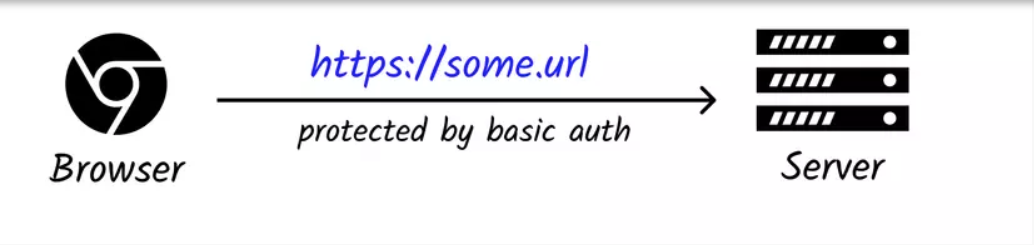 https://some.url
protected by basic auth
Browser
Server